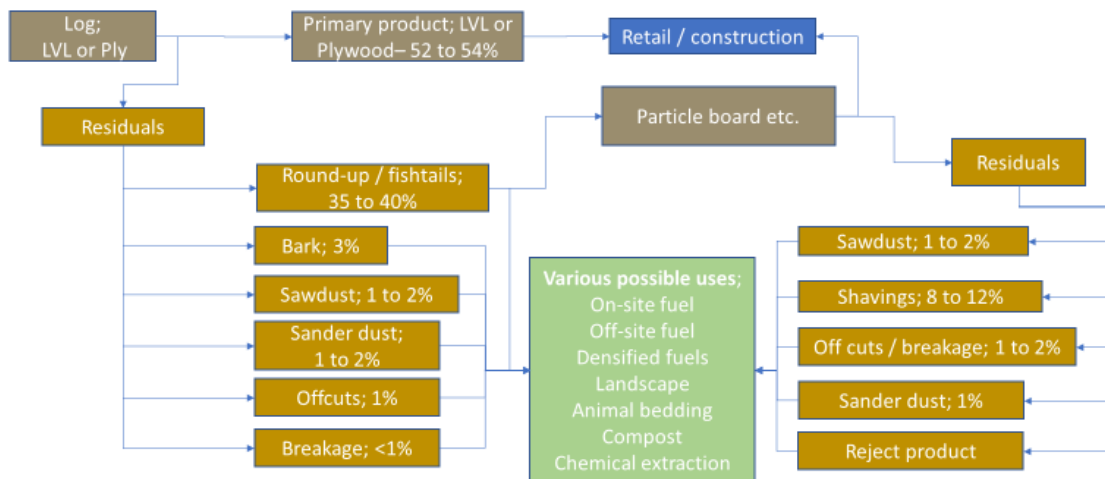 Log;
LVL or Ply
Primary product; LVL or
Plywood– 52 to 54%
Retail / construction
Residuals
Particle board etc.
Residuals
Round-up / fishtails;
35 to 40%
Bark; 3%
Sawdust; 1 to 2%
Sander dust;
1 to 2%
Offcuts; 1%
Breakage; <1%
Various possible uses;
On-site fuel
Off-site fuel
Densified fuels
Landscape
Animal bedding
Compost
Chemical extraction
Sawdust; 1 to 2%
Shavings; 8 to 12%
Off cuts / breakage; 1 to 2%
Sander dust; 1%
Reject product